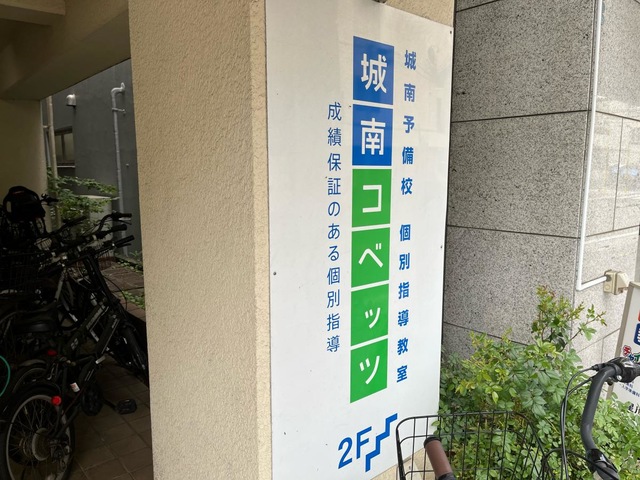 城南予備校 個別指導教室
城南コベッツ
成績保証のある個別指導
2F